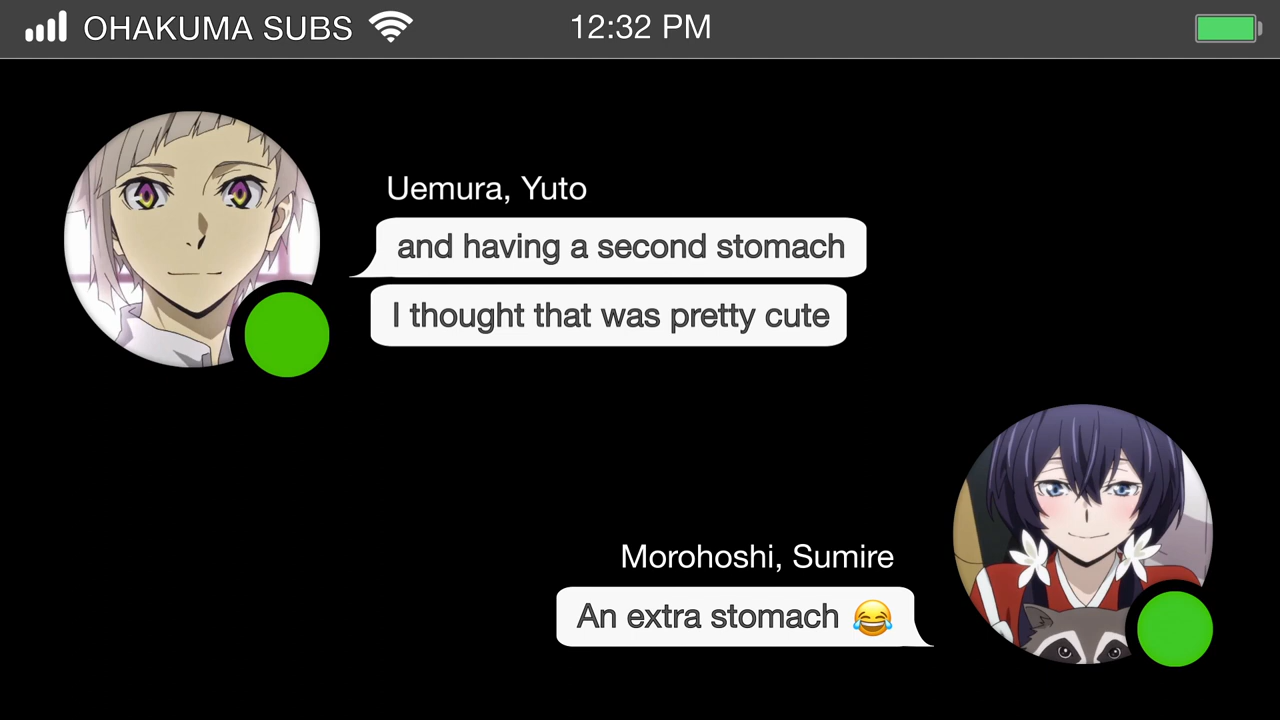 OHAKUMA SUBS 12:32 PM
Uemura, Yuto
and having a second stomach
I thought that was pretty cute
Morohoshi, Sumire
An extra stomach 😂